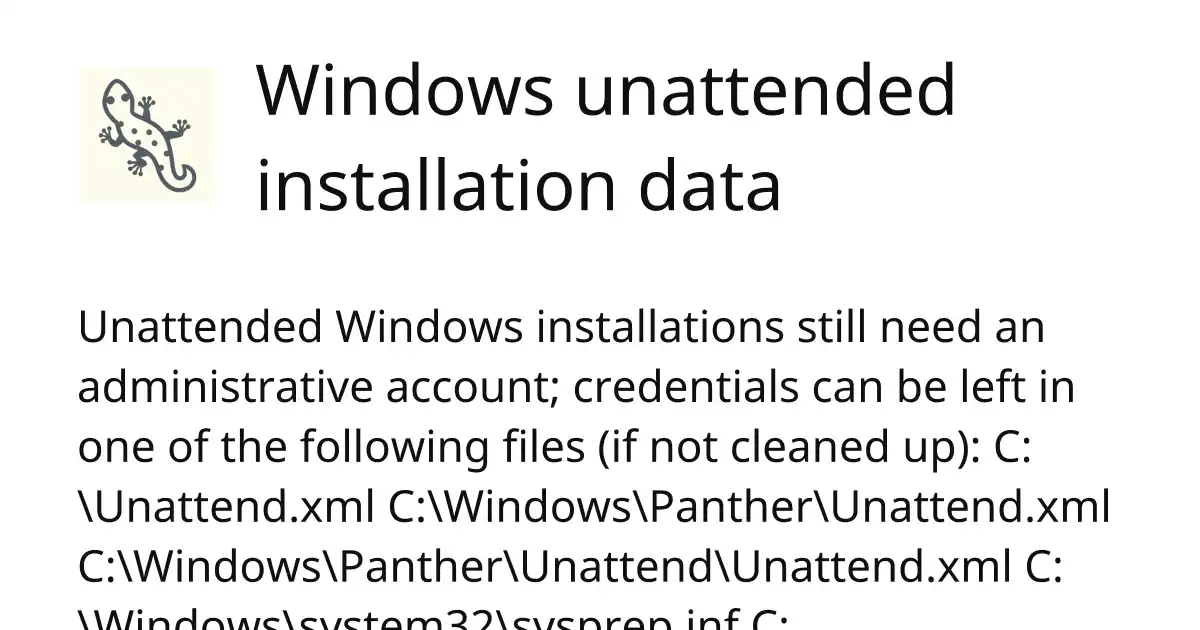 Windows unattended
installation data
Unattended Windows installations still need an
administrative account; credentials can be left in
one of the following files (if not cleaned up): C:
\Unattend.xml C:\Windows\Panther\Unattend.xml
C:\Windows\Panther\Unattend\Unattend.xml C:
\Windows\system32\sysprep.inf C: